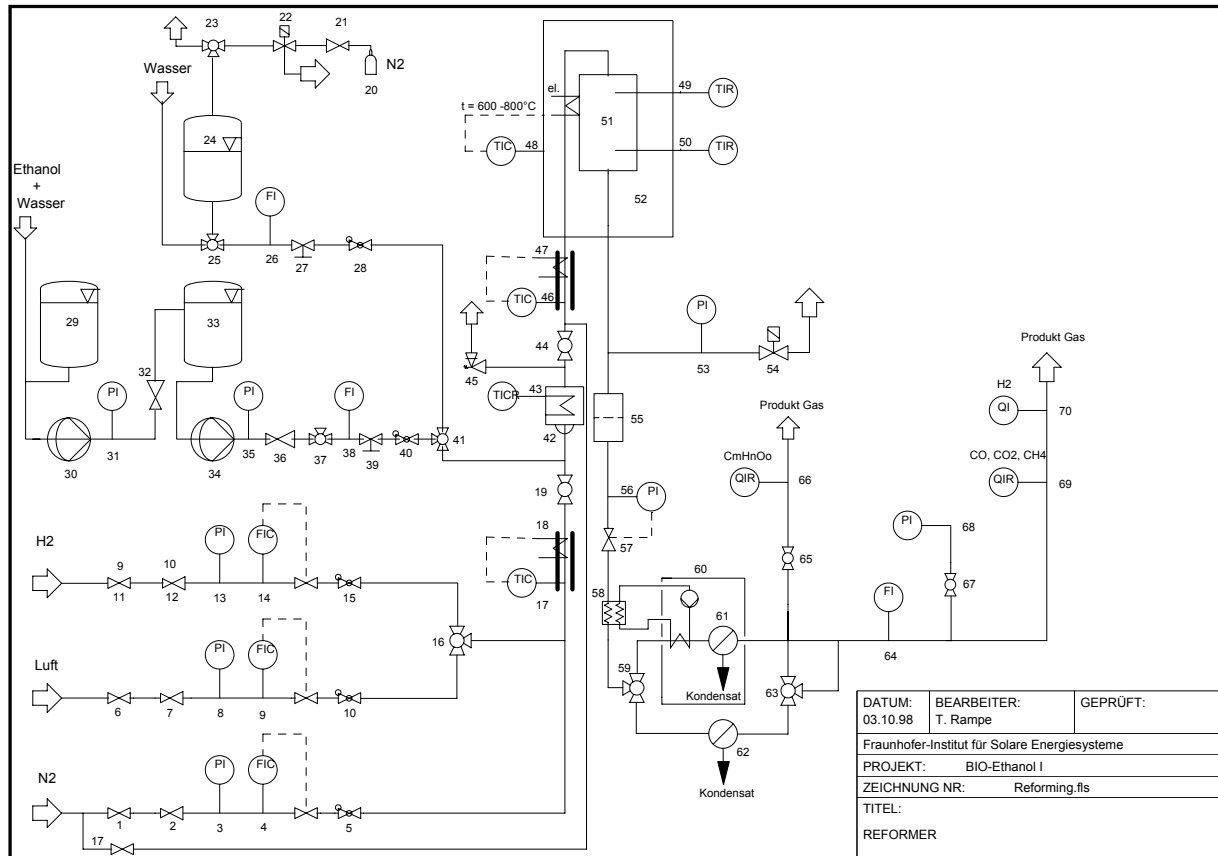 23
22
21
Wasser
N2
20
el.
t = 600 -800°C
49
TIR
51
24
TIC
48
50
TIR
Ethanol
+
Wasser
FI
52
25
26
27
28
47
TIC
46
29
33
PI
44
32
45
53
54
Produkt Gas
PI
PI
FI
TICR
43
55
H2
QI
70
30
31
34
35
36
37
38
39
40
41
42
Produkt Gas
CmHnOo
QIR
66
CO, CO2, CH4
QIR
69
19
56
PI
H2
9
10
PI
FIC
18
57
PI
68
65
67
11
12
13
14
15
TIC
17
58
60
61
FI
16
64
Luft
PI
FIC
59
63
Kondensat
6
7
8
9
10
62
Kondensat
N2
PI
FIC
1
2
3
4
5
17
DATUM:
03.10.98
BEARBEITER:
T. Rampe
GEPRÜFT:
Fraunhofer-Institut für Solare Energiesysteme
PROJEKT: BIO-Ethanol I
ZEICHNUNG NR: Reforming.fls
TITEL:
REFORMER